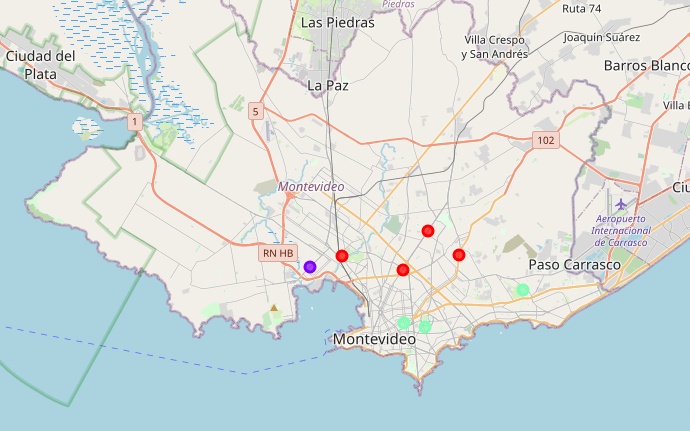 Piedras
Ruta 74
Las Piedras
Joaquín Suárez
Villa Crespo
y San Andrés
Ciudad del
Plata
Barros Blanco
La Paz
Villa
5
1
102
Montevideo
Ci
Aeropuerto
Internacional
de Carrasco
RN HB
Paso Carrasco
Montevideo